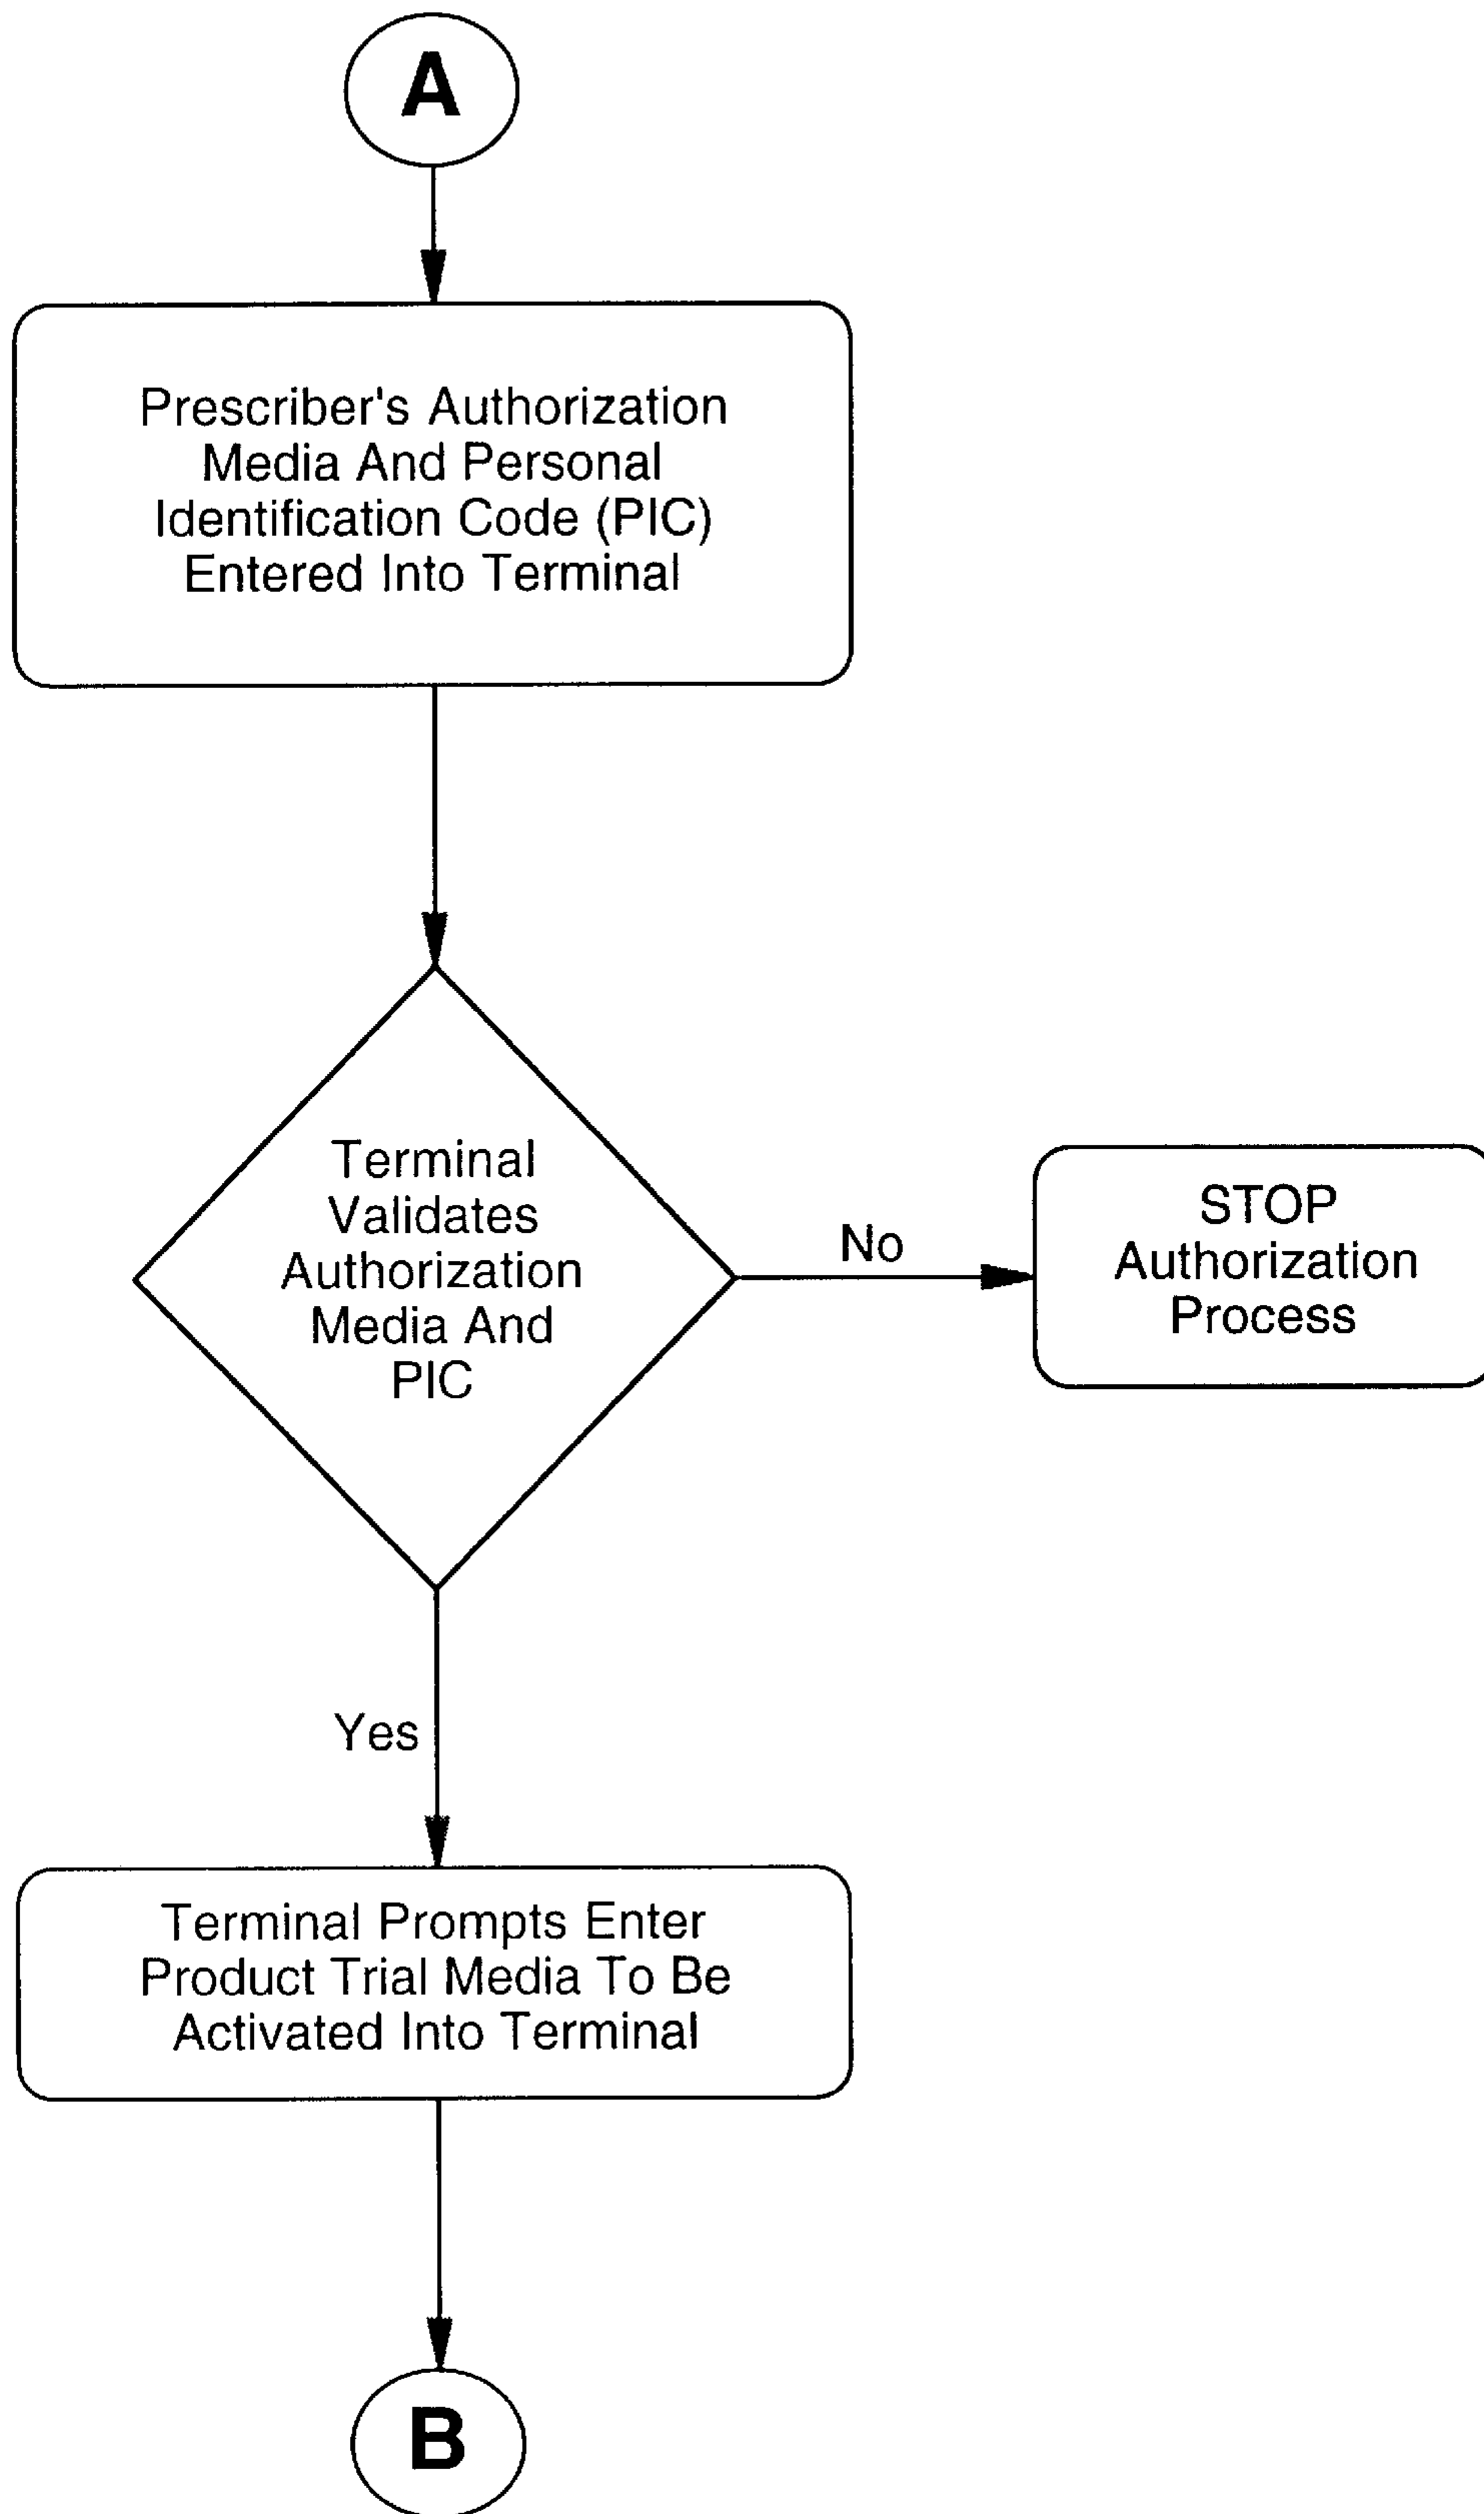 A
Prescriber's Authorization
Media And Personal
Identification Code (PIC)
Entered Into Terminal
Terminal
Validates
Authorization
Media And
PIC
No
STOP
Authorization
Process
Yes
Terminal Prompts Enter
Product Trial Media To Be
Activated Into Terminal
B